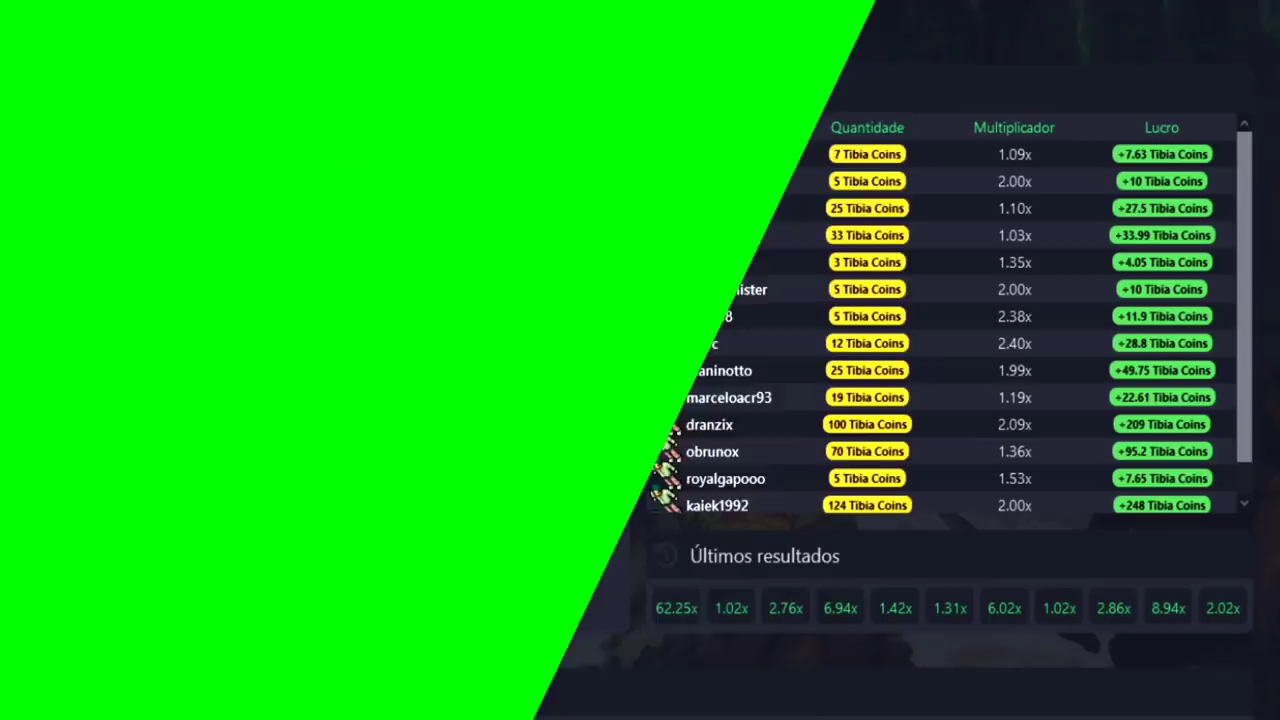 Quantidade Multiplicador Lucro
7 Tibia Coins 1.09x +7.63 Tibia Coins
5 Tibia Coins 2.00x +10 Tibia Coins
25 Tibia Coins 1.10x +27.5 Tibia Coins
33 Tibia Coins 1.03x +33.99 Tibia Coins
3 Tibia Coins 1.35x +4.05 Tibia Coins
5 Tibia Coins 2.00x +10 Tibia Coins
8 5 Tibia Coins 2.38x +11.9 Tibia Coins
c 12 Tibia Coins 2.40x +28.8 Tibia Coins
aninotto 25 Tibia Coins 1.99x +49.75 Tibia Coins
marceloacr93 19 Tibia Coins 1.19x +22.61 Tibia Coins
dranzix 100 Tibia Coins 2.09x +209 Tibia Coins
obrunox 70 Tibia Coins 1.36x +95.2 Tibia Coins
royalgapooo 5 Tibia Coins 1.53x +7.65 Tibia Coins
kaiek1992 124 Tibia Coins 2.00x +248 Tibia Coins
Últimos resultados
62.25x 1.02x 2.76x 6.94x 1.42x 1.31x 6.02x 1.02x 2.86x 8.94x 2.02x